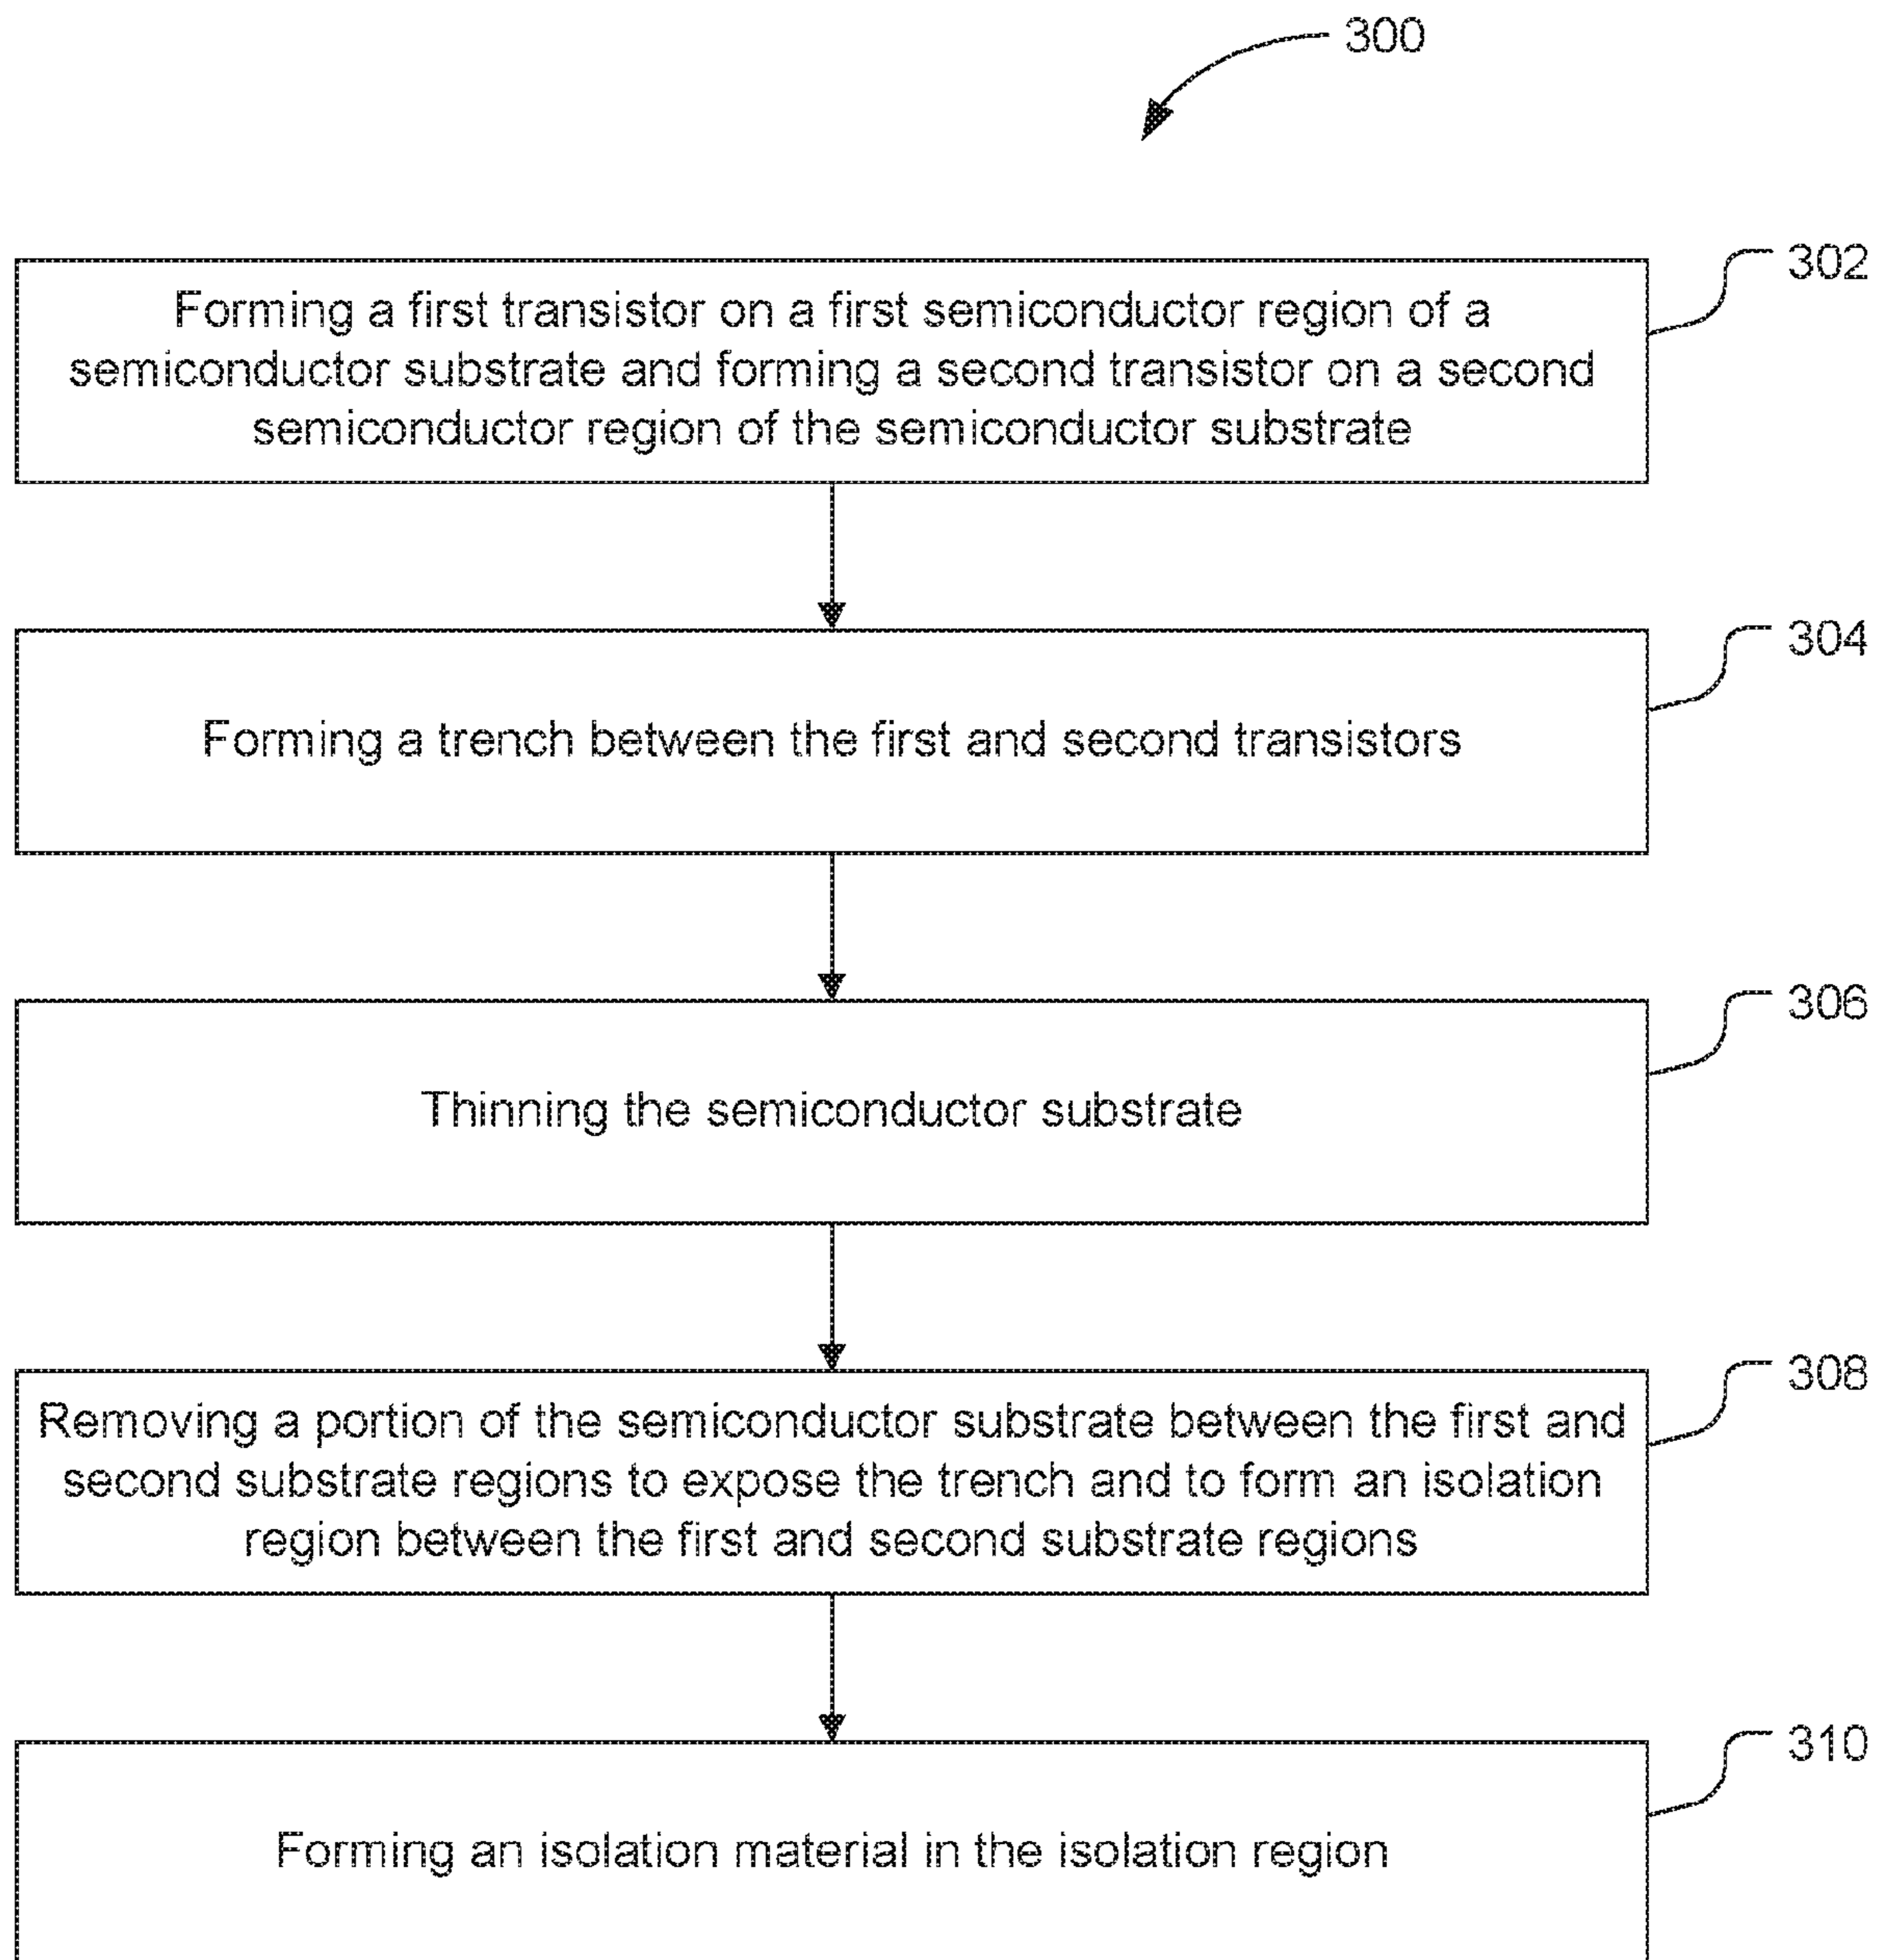 300
302
Forming a first transistor on a first semiconductor region of a
semiconductor substrate and forming a second transistor on a second
semiconductor region of the semiconductor substrate
304
Forming a trench between the first and second transistors
306
Thinning the semiconductor substrate
308
Removing a portion of the semiconductor substrate between the first and
second substrate regions to expose the trench and to form an isolation
region between the first and second substrate regions
310
Forming an isolation material in the isolation region